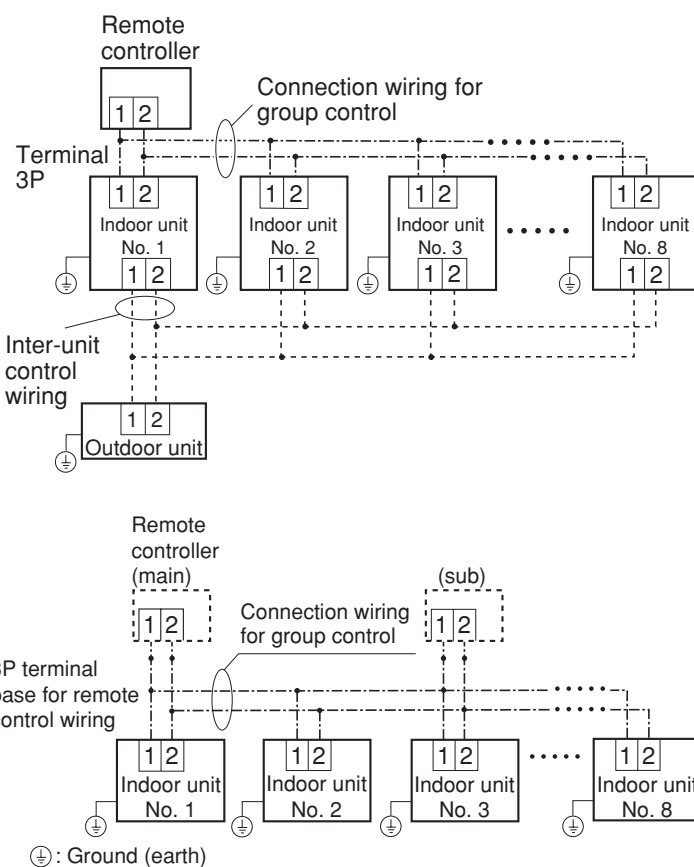 Remote
controller
1 2
Connection wiring for
group control
Terminal
3P
1 2
Indoor unit
No. 1
1 2
1 2
Indoor unit
No. 2
1 2
1 2
Indoor unit
No. 3
1 2
1 2
Indoor unit
No. 8
1 2
Inter-unit
control
wiring
1 2
Outdoor unit
Remote
controller
(main)
1 2
(sub)
1 2
Connection wiring
for group control
3P terminal
base for remote
control wiring
1 2
Indoor unit
No. 1
1 2
Indoor unit
No. 2
1 2
Indoor unit
No. 3
1 2
Indoor unit
No. 8
: Ground (earth)